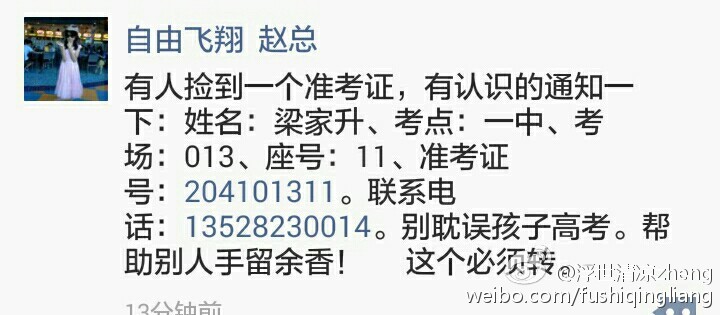 自由飞翔 赵总
有人捡到一个准考证，有认识的通知一
下：姓名：梁家升、考点：一中、考
场：013、座号：11、准考证
号：204101311。联系电
话：13528230014。别耽误孩子高考。帮
助别人手留余香！ 这个必须转。
@浮世清凉zheng
13分钟前
weibo.com/fushiqingliang